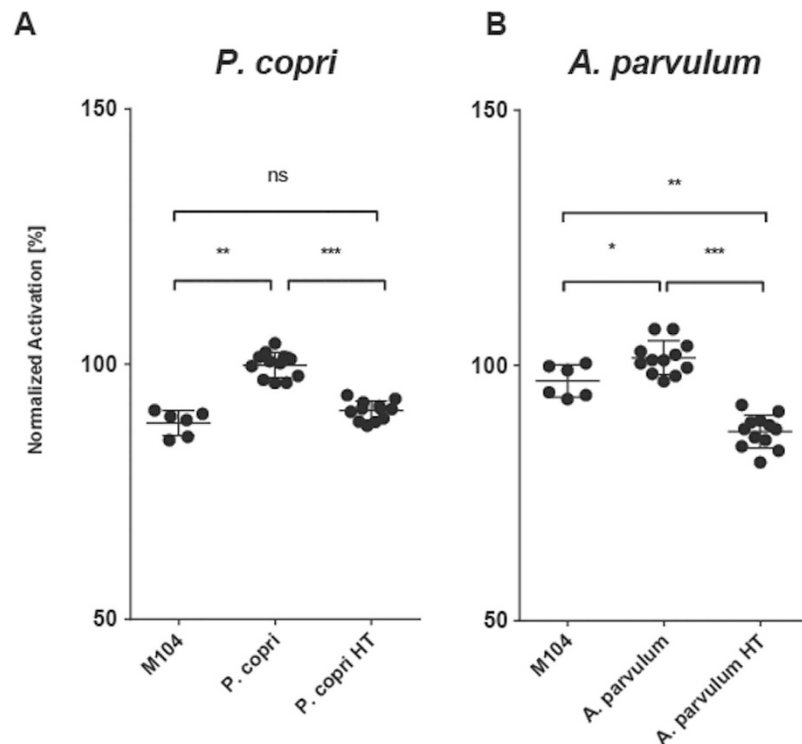 A
P. copri
150
100
50
Normalized Activation [%]
ns
**
***
M104
P. copri
P. copri HT
B
A. parvulum
150
100
50
**
*
***
M104
A. parvulum
A. parvulum HT